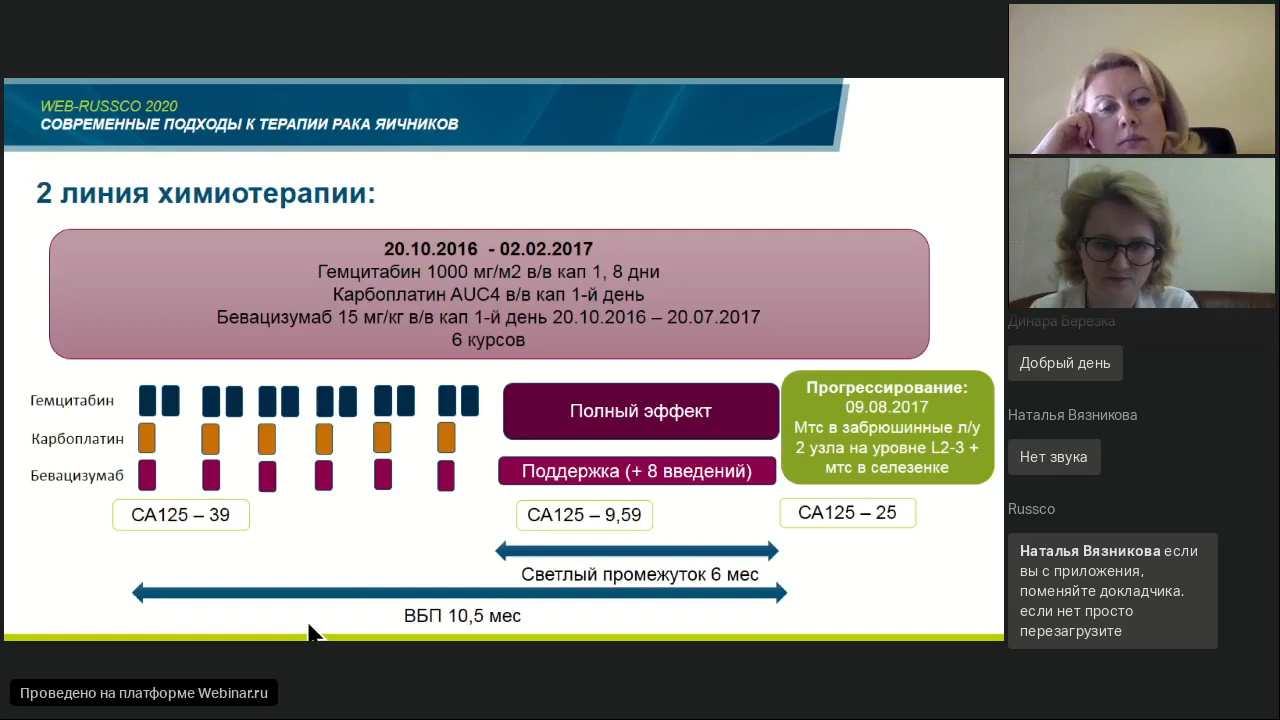 WEB-RUSSCO 2020
СОВРЕМЕННЫЕ ПОДХОДЫ К ТЕРАПИИ РАКА ЯИЧНИКОВ
2 линия химиотерапии:
20.10.2016 - 02.02.2017
Гемцитабин 1000 мг/м2 в/в кап 1, 8 дни
Карбоплатин AUC4 в/в кап 1-й день
Бевацизумаб 15 мг/кг в/в кап 1-й день 20.10.2016 – 20.07.2017
6 курсов
Гемцитабин
Карбоплатин
Бевацизумаб
Полный эффект
Поддержка (+ 8 введений)
Прогрессирование:
09.08.2017
Мтс в забрюшинные л/у
2 узла на уровне L2-3 +
мтс в селезенке
СА125 – 39
СА125 – 9,59
СА125 – 25
Светлый промежуток 6 мес
ВБП 10,5 мес
Проведено на платформе Webinar.ru
Динара Березка
Добрый день
Наталья Вязникова
Нет звука
Russco
Наталья Вязникова если
вы с приложения,
поменяйте докладчика.
если нет просто
перезагрузите